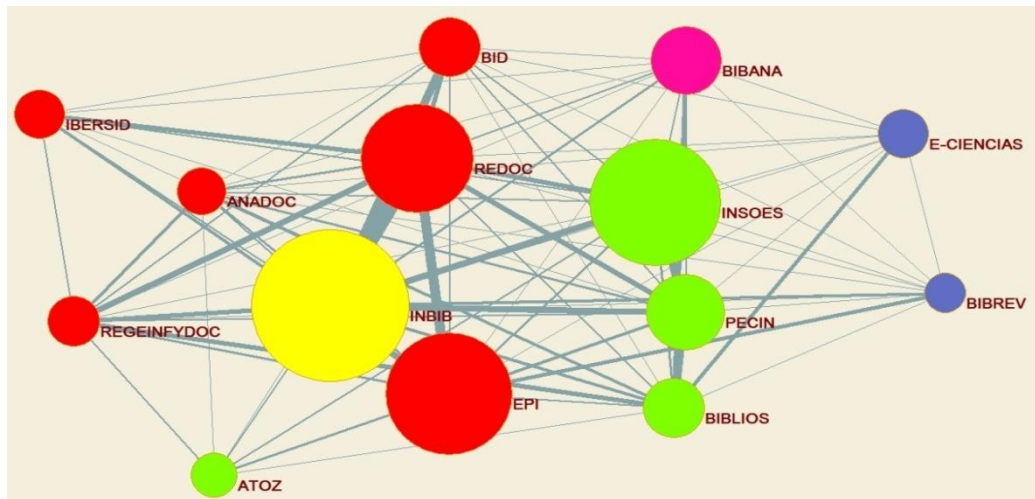 BID
BIBANA
IBERSID
E-CIENCIAS
REDOC
ANADOC
INSOES
BIBREV
INBIB
PECIN
REGEINFYDOC
EPI
BIBLIOS
ATOZ